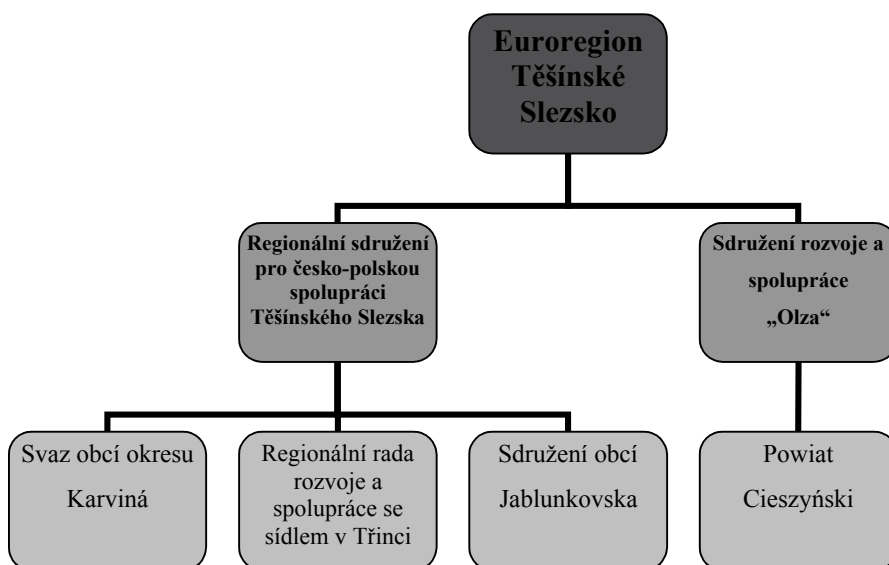 Euroregion
Těšínské
Slezsko
Regionální sdružení
pro česko-polskou
spolupráci
Těšínského Slezska
Sdružení rozvoje a
spolupráce
„Olza“
Svaz obcí okresu
Karviná
Regionální rada
rozvoje a
spolupráce se
sídlem v Třinci
Sdružení obcí
Jablunkovska
Powiat
Cieszyński